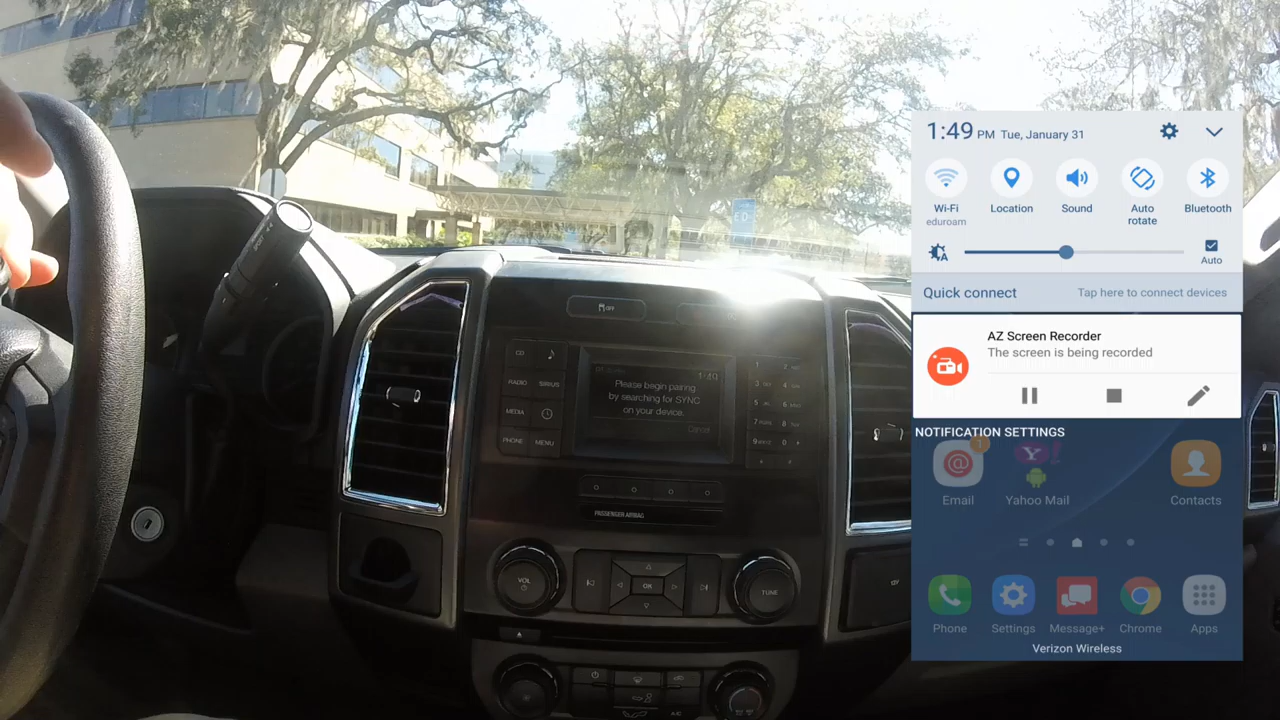 OFF
CD
RADIO
SIRIUS
MEDIA
PHONE
MENU
1:49
Please begin pairing
by searching for SYNC
on your device.
Cancel
PASSENGER AIRBAG
VOL
OK
TUNE
1:49 PM Tue, January 31
Wi-Fi
eduroam
Location
Sound
Auto
rotate
Bluetooth
A
Auto
Quick connect
Tap here to connect devices
AZ Screen Recorder
The screen is being recorded
NOTIFICATION SETTINGS
1
Email
Yahoo Mail
Contacts
Phone
Settings
Message+
Chrome
Apps
Verizon Wireless